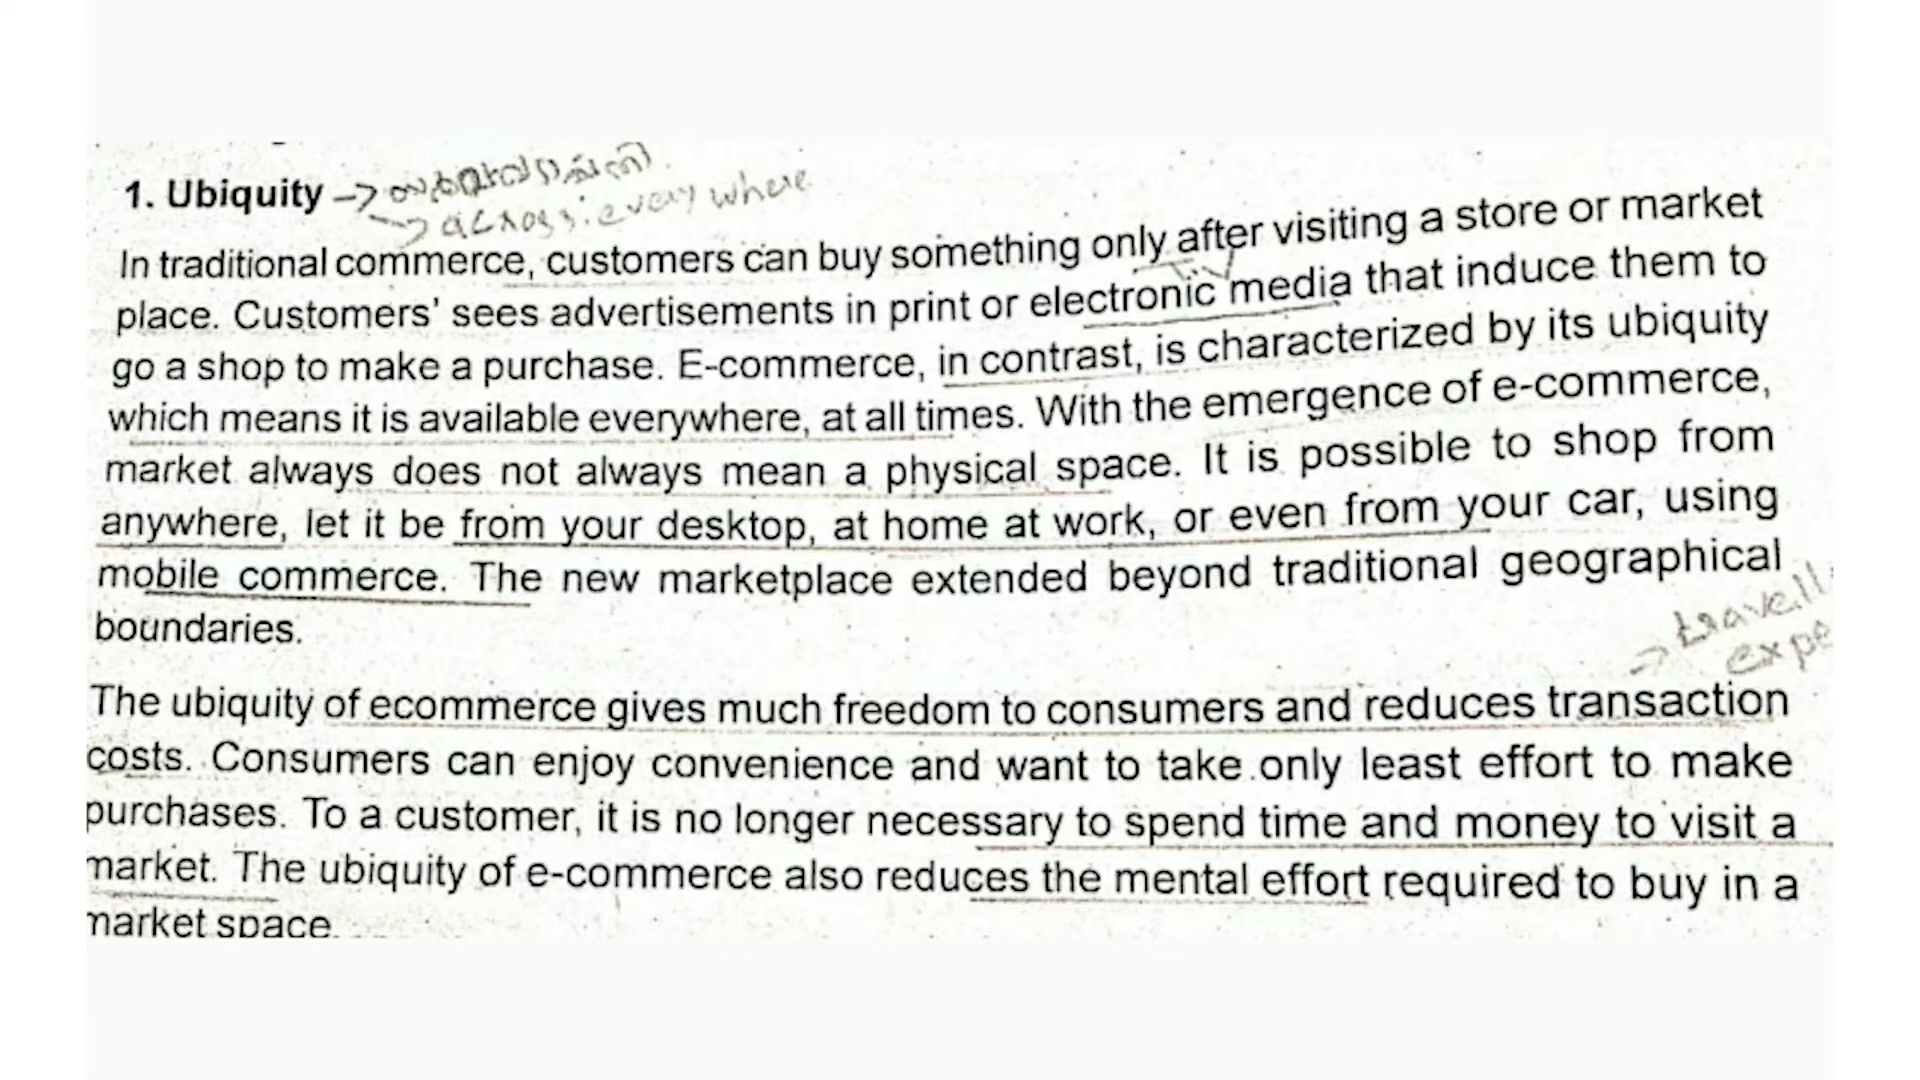 1. Ubiquity →
→ across. every where
In traditional commerce, customers can buy something only after visiting a store or market
TV
place. Customers' sees advertisements in print or electronic media that induce them to
go a shop to make a purchase. E-commerce, in contrast, is characterized by its ubiquity
which means it is available everywhere, at all times. With the emergence of e-commerce,
market always does not always mean a physical space. It is possible to shop from
anywhere, let it be from your desktop, at home at work, or even from your car, using
mobile commerce. The new marketplace extended beyond traditional geographical
boundaries.
→ travell
expe
The ubiquity of ecommerce gives much freedom to consumers and reduces transaction
costs. Consumers can enjoy convenience and want to take only least effort to make
purchases. To a customer, it is no longer necessary to spend time and money to visit a
market. The ubiquity of e-commerce also reduces the mental effort required to buy in a
market space.